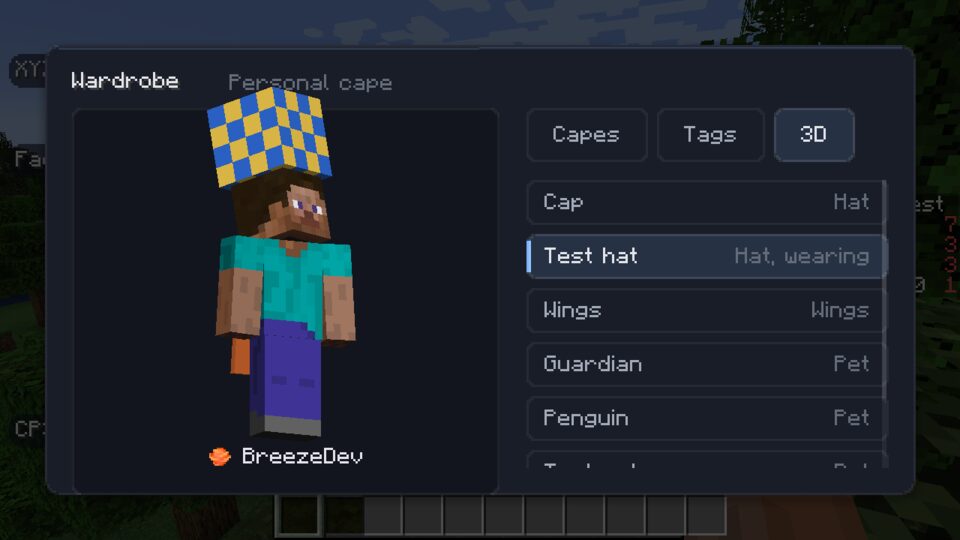 Wardrobe
Personal cape
Capes
Tags
3D
Cap
Hat
Test hat
Hat, wearing
Wings
Wings
Guardian
Pet
Penguin
Pet
BreezeDev